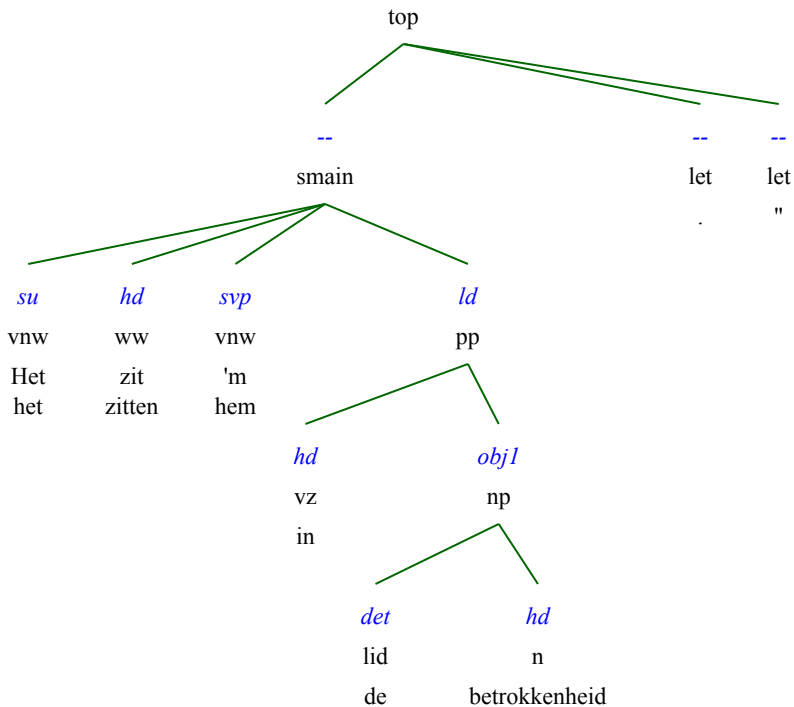 top
-- -- --
smain let let
. "
su hd svp ld
vnw ww vnw pp
Het zit 'm
het zitten hem
hd obj1
vz np
in
det hd
lid n
de betrokkenheid